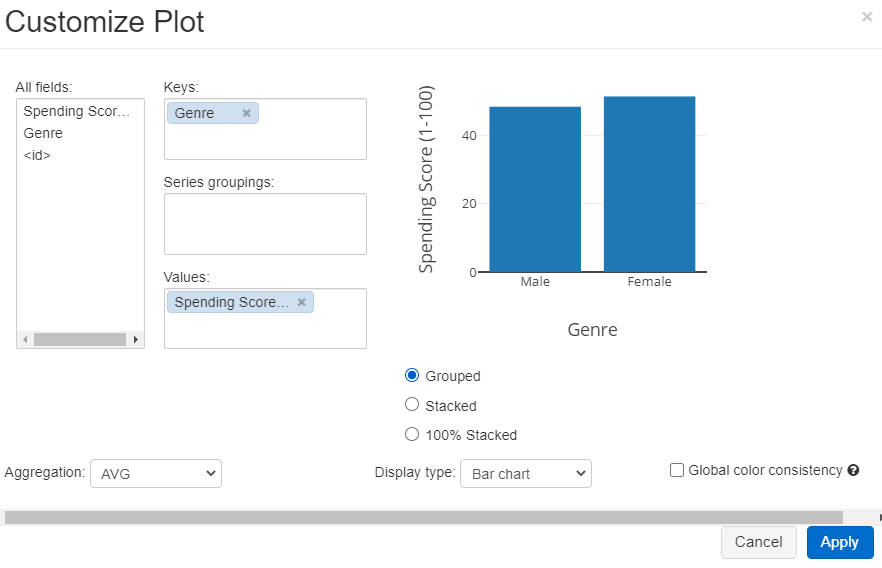 Customize Plot
×
All fields:
Spending Scor...
Genre
<id>
Keys:
Genre ×
Series groupings:
Values:
Spending Score... ×
Spending Score (1-100)
40
20
0
Male Female
Genre
Grouped
Stacked
100% Stacked
Aggregation: AVG
Display type: Bar chart
Global color consistency ?
Cancel Apply